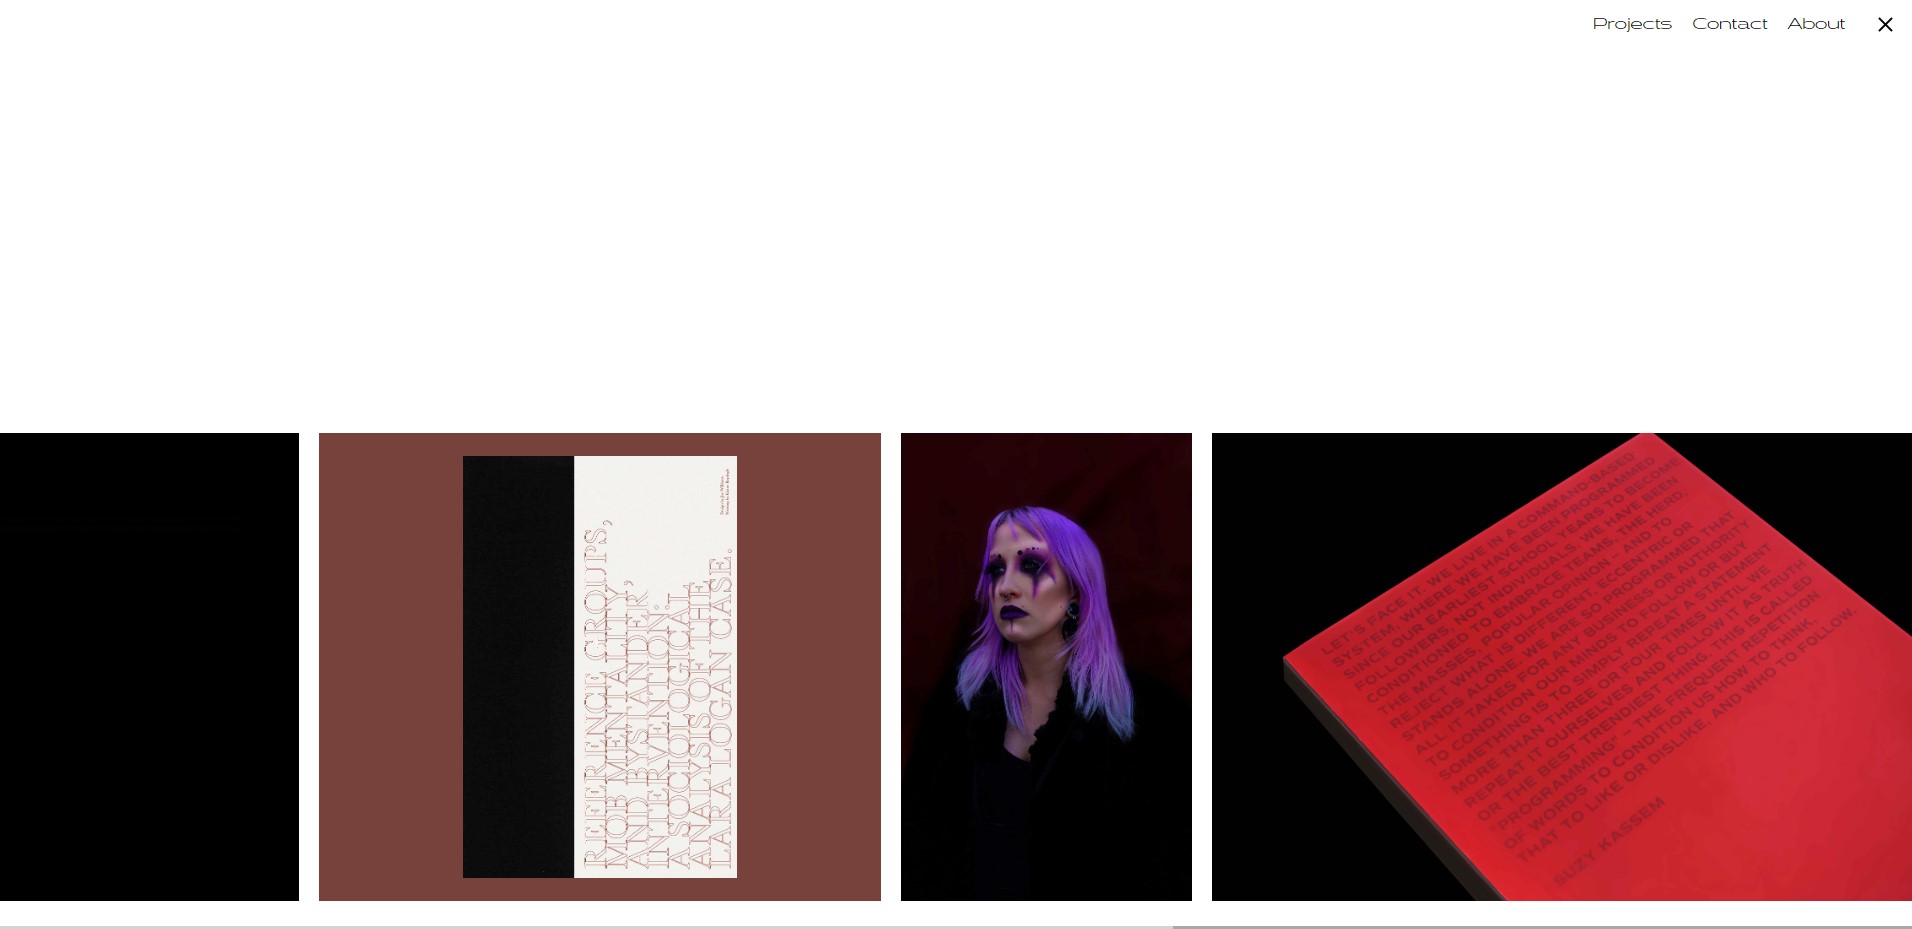 Projects Contact About
REFERENCE GROUPS,
MOB MENTALITY,
AND BYSTANDER
INTERVENTION:
A SOCIOLOGICAL
ANALYSIS OF THE
LARA LOGAN CASE.
LET'S FACE IT. WE LIVE IN A COMMAND-BASED
SYSTEM, WHERE WE HAVE BEEN PROGRAMMED
SINCE OUR EARLIEST SCHOOL YEARS TO BECOME
FOLLOWERS, NOT INDIVIDUALS. WE HAVE BEEN
CONDITIONED TO EMBRACE TEAMS, THE HERD,
THE MASSES, POPULAR OPINION, AND TO
REJECT WHAT IS DIFFERENT, ECCENTRIC OR
STANDS ALONE. WE ARE SO PROGRAMMED THAT
ALL IT TAKES FOR ANY BUSINESS OR AUTHORITY
TO CONDITION OUR MINDS TO FOLLOW OR BUY
SOMETHING IS TO SIMPLY REPEAT A STATEMENT
MORE THAN THREE OR FOUR TIMES UNTIL WE
REPEAT IT OURSELVES AND FOLLOW IT AS TRUTH
OR THE BEST TRENDIEST THING. THIS IS CALLED
"PROGRAMMING" – THE FREQUENT REPETITION
OF WORDS TO CONDITION US HOW TO THINK,
THAT TO LIKE OR DISLIKE, AND WHO TO FOLLOW.
SUZY KASSEM